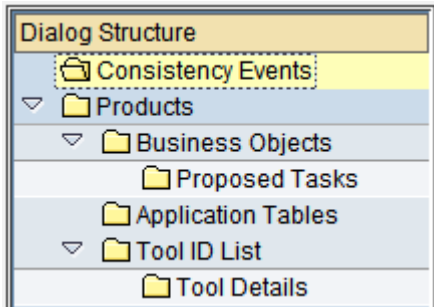 Dialog Structure
Consistency Events
Products
Business Objects
Proposed Tasks
Application Tables
Tool ID List
Tool Details